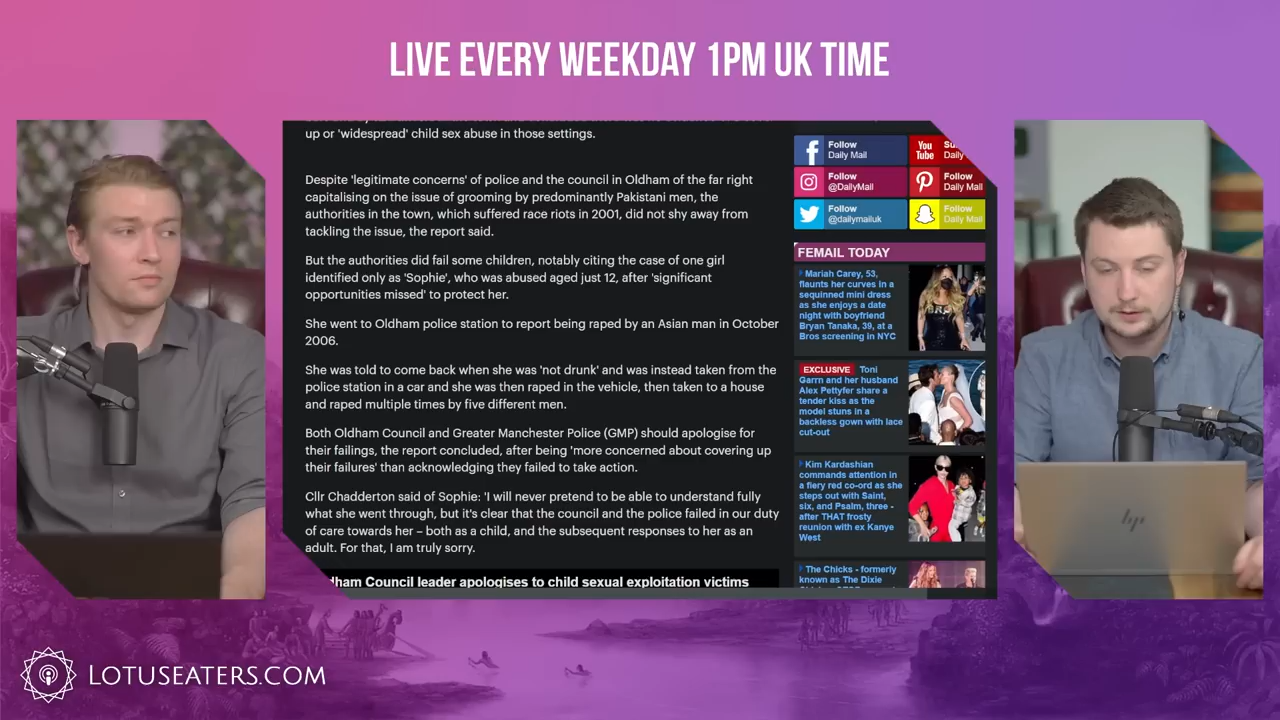 LIVE EVERY WEEKDAY 1PM UK TIME
up or 'widespread' child sex abuse in those settings.
Despite 'legitimate concerns' of police and the council in Oldham of the far right
capitalising on the issue of grooming by predominantly Pakistani men, the
authorities in the town, which suffered race riots in 2001, did not shy away from
tackling the issue, the report said.
But the authorities did fail some children, notably citing the case of one girl
identified only as 'Sophie', who was abused aged just 12, after 'significant
opportunities missed' to protect her.
She went to Oldham police station to report being raped by an Asian man in October
2006.
She was told to come back when she was 'not drunk' and was instead taken from the
police station in a car and she was then raped in the vehicle, then taken to a house
and raped multiple times by five different men.
Both Oldham Council and Greater Manchester Police (GMP) should apologise for
their failings, the report concluded, after being 'more concerned about covering up
their failures' than acknowledging they failed to take action.
Cllr Chadderton said of Sophie: 'I will never pretend to be able to understand fully
what she went through, but it's clear that the council and the police failed in our duty
of care towards her – both as a child, and the subsequent responses to her as an
adult. For that, I am truly sorry.
dham Council leader apologises to child sexual exploitation victims
Follow
Daily Mail
You
Tube
Su
Daily
Follow
@DailyMail
Follow
Daily Mail
Follow
@dailymailuk
Follow
Daily Mail
FEMAIL TODAY
Mariah Carey, 53,
flaunts her curves in a
sequinned mini dress
as she enjoys a date
night with boyfriend
Bryan Tanaka, 39, at a
Bros screening in NYC
EXCLUSIVE Toni
Garrn and her husband
Alex Pettyfer share a
tender kiss as the
model stuns in a
backless gown with lace
cut-out
Kim Kardashian
commands attention in
a fiery red co-ord as she
steps out with Saint,
six, and Psalm, three -
after THAT frosty
reunion with ex Kanye
West
The Chicks - formerly
known as The Dixie
hp
LOTUSEATERS.COM